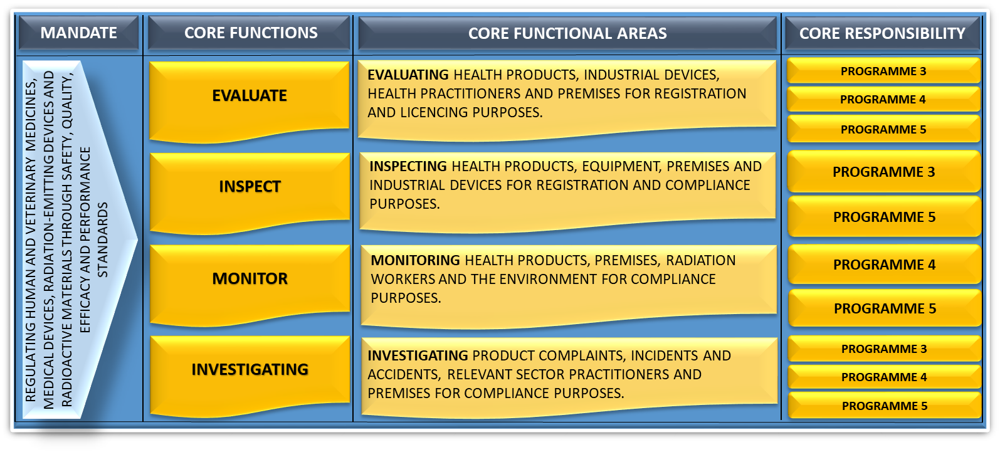 MANDATE
CORE FUNCTIONS
CORE FUNCTIONAL AREAS
CORE RESPONSIBILITY
REGULATING HUMAN AND VETERINARY MEDICINES,
MEDICAL DEVICES, RADIATION-EMITTING DEVICES AND
RADIOACTIVE MATERIALS THROUGH SAFETY, QUALITY,
EFFICACY AND PERFORMANCE
STANDARDS
EVALUATE
EVALUATING HEALTH PRODUCTS, INDUSTRIAL DEVICES,
HEALTH PRACTITIONERS AND PREMISES FOR REGISTRATION
AND LICENCING PURPOSES.
PROGRAMME 3
PROGRAMME 4
PROGRAMME 5
INSPECT
INSPECTING HEALTH PRODUCTS, EQUIPMENT, PREMISES AND
INDUSTRIAL DEVICES FOR REGISTRATION AND COMPLIANCE
PURPOSES.
PROGRAMME 3
PROGRAMME 5
MONITOR
MONITORING HEALTH PRODUCTS, PREMISES, RADIATION
WORKERS AND THE ENVIRONMENT FOR COMPLIANCE
PURPOSES.
PROGRAMME 4
PROGRAMME 5
INVESTIGATING
INVESTIGATING PRODUCT COMPLAINTS, INCIDENTS AND
ACCIDENTS, RELEVANT SECTOR PRACTITIONERS AND
PREMISES FOR COMPLIANCE PURPOSES.
PROGRAMME 3
PROGRAMME 4
PROGRAMME 5